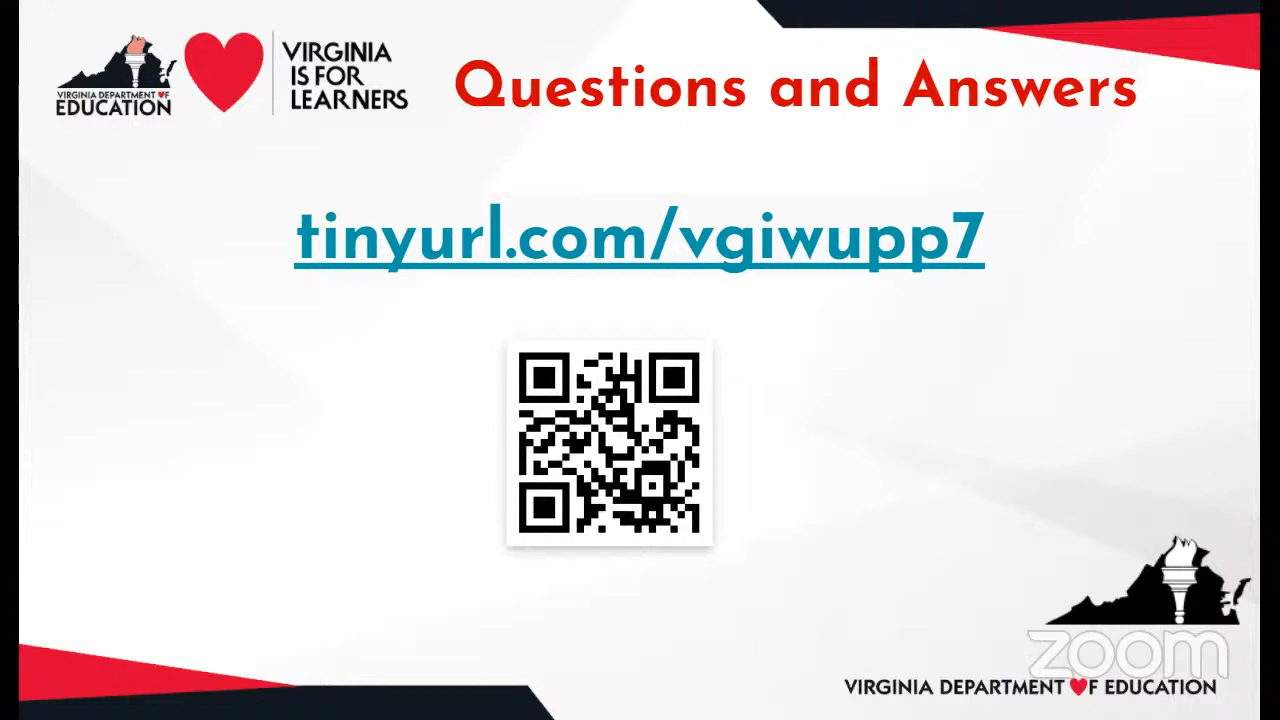 VIRGINIA DEPARTMENT OF
EDUCATION
VIRGINIA
IS FOR
LEARNERS
Questions and Answers
tinyurl.com/vgiwupp7
zoom
VIRGINIA DEPARTMENT OF EDUCATION